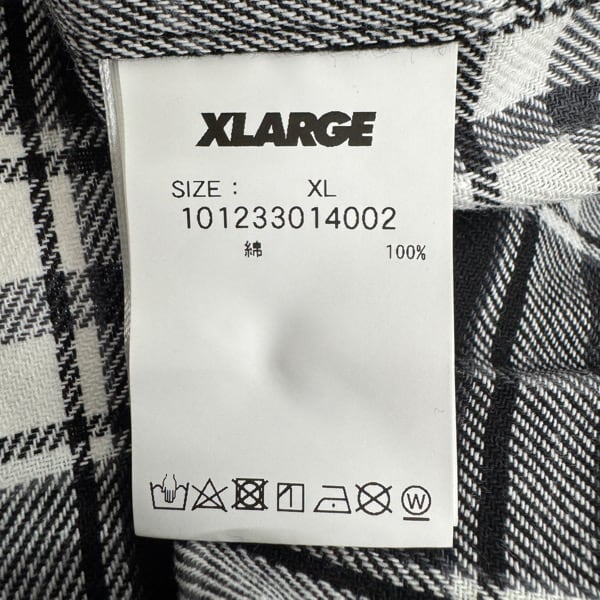 XLARGE
SIZE : XL
101233014002
綿 100%
W